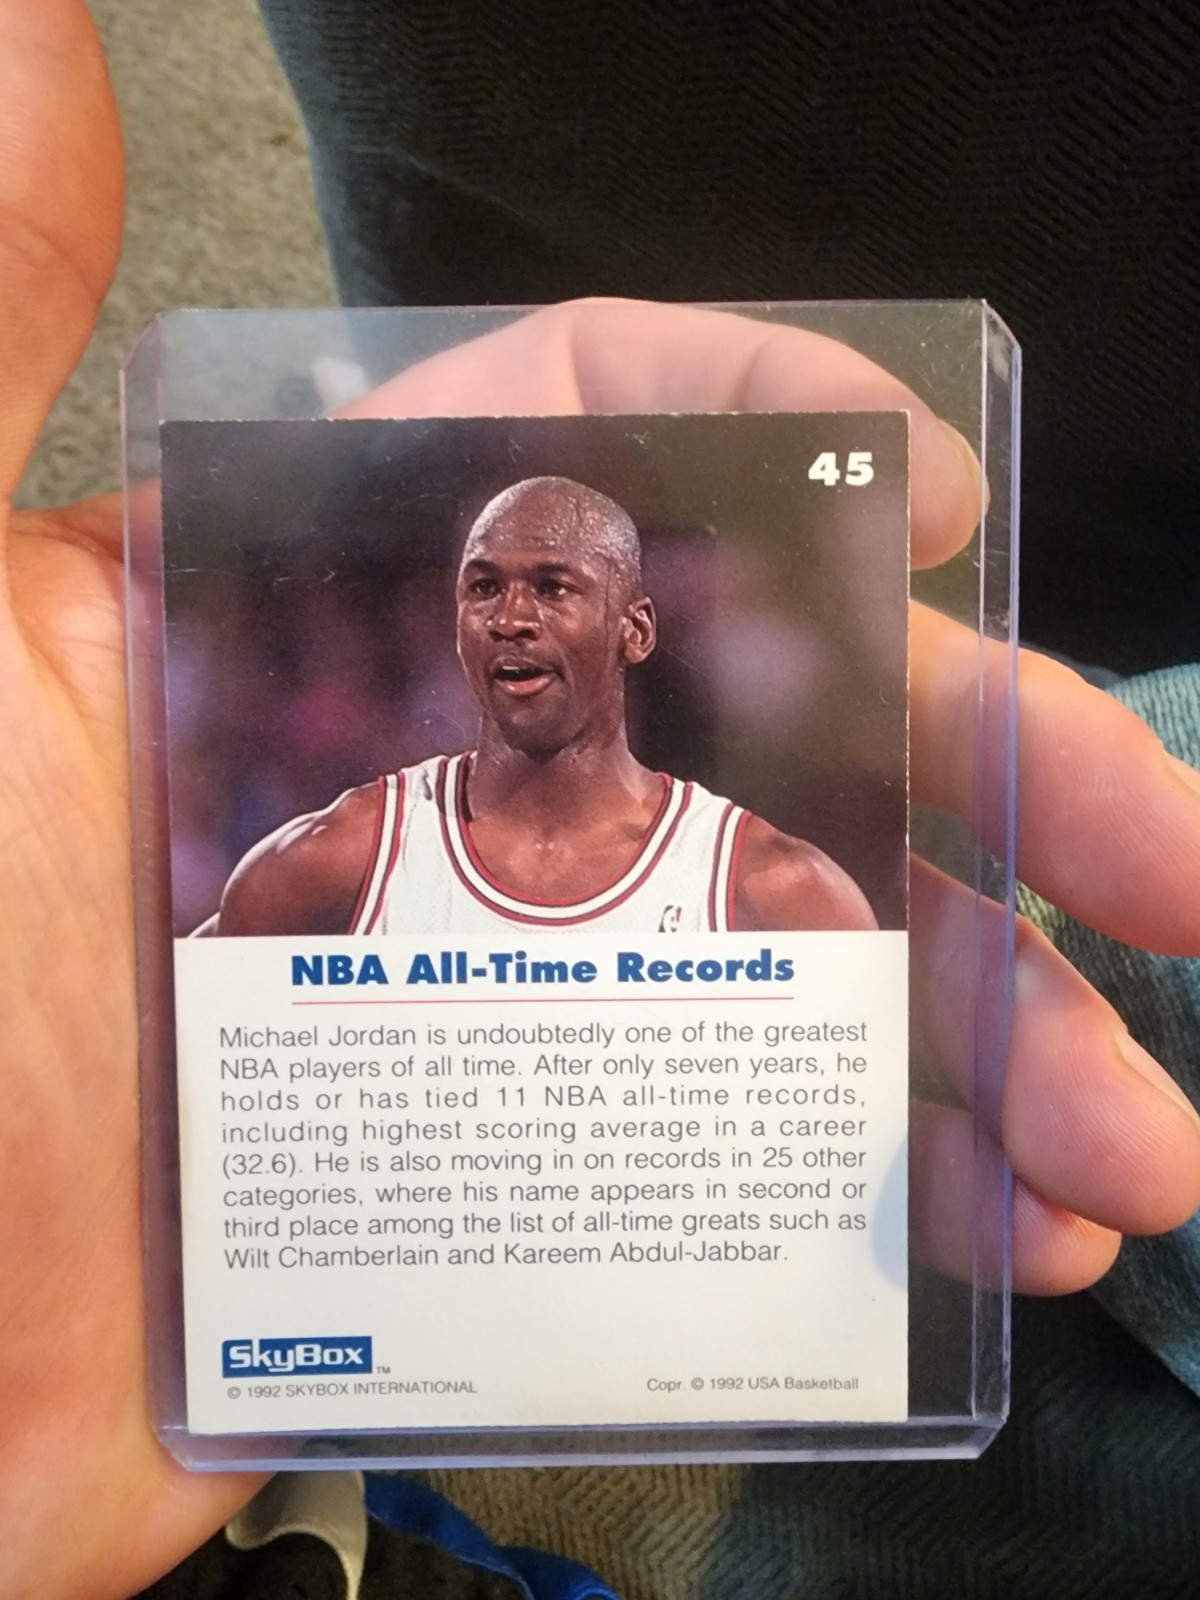 45
NBA All-Time Records
Michael Jordan is undoubtedly one of the greatest
NBA players of all time. After only seven years, he
holds or has tied 11 NBA all-time records,
including highest scoring average in a career
(32.6). He is also moving in on records in 25 other
categories, where his name appears in second or
third place among the list of all-time greats such as
Wilt Chamberlain and Kareem Abdul-Jabbar.
SkyBox TM
© 1992 SKYBOX INTERNATIONAL
Copr. © 1992 USA Basketball